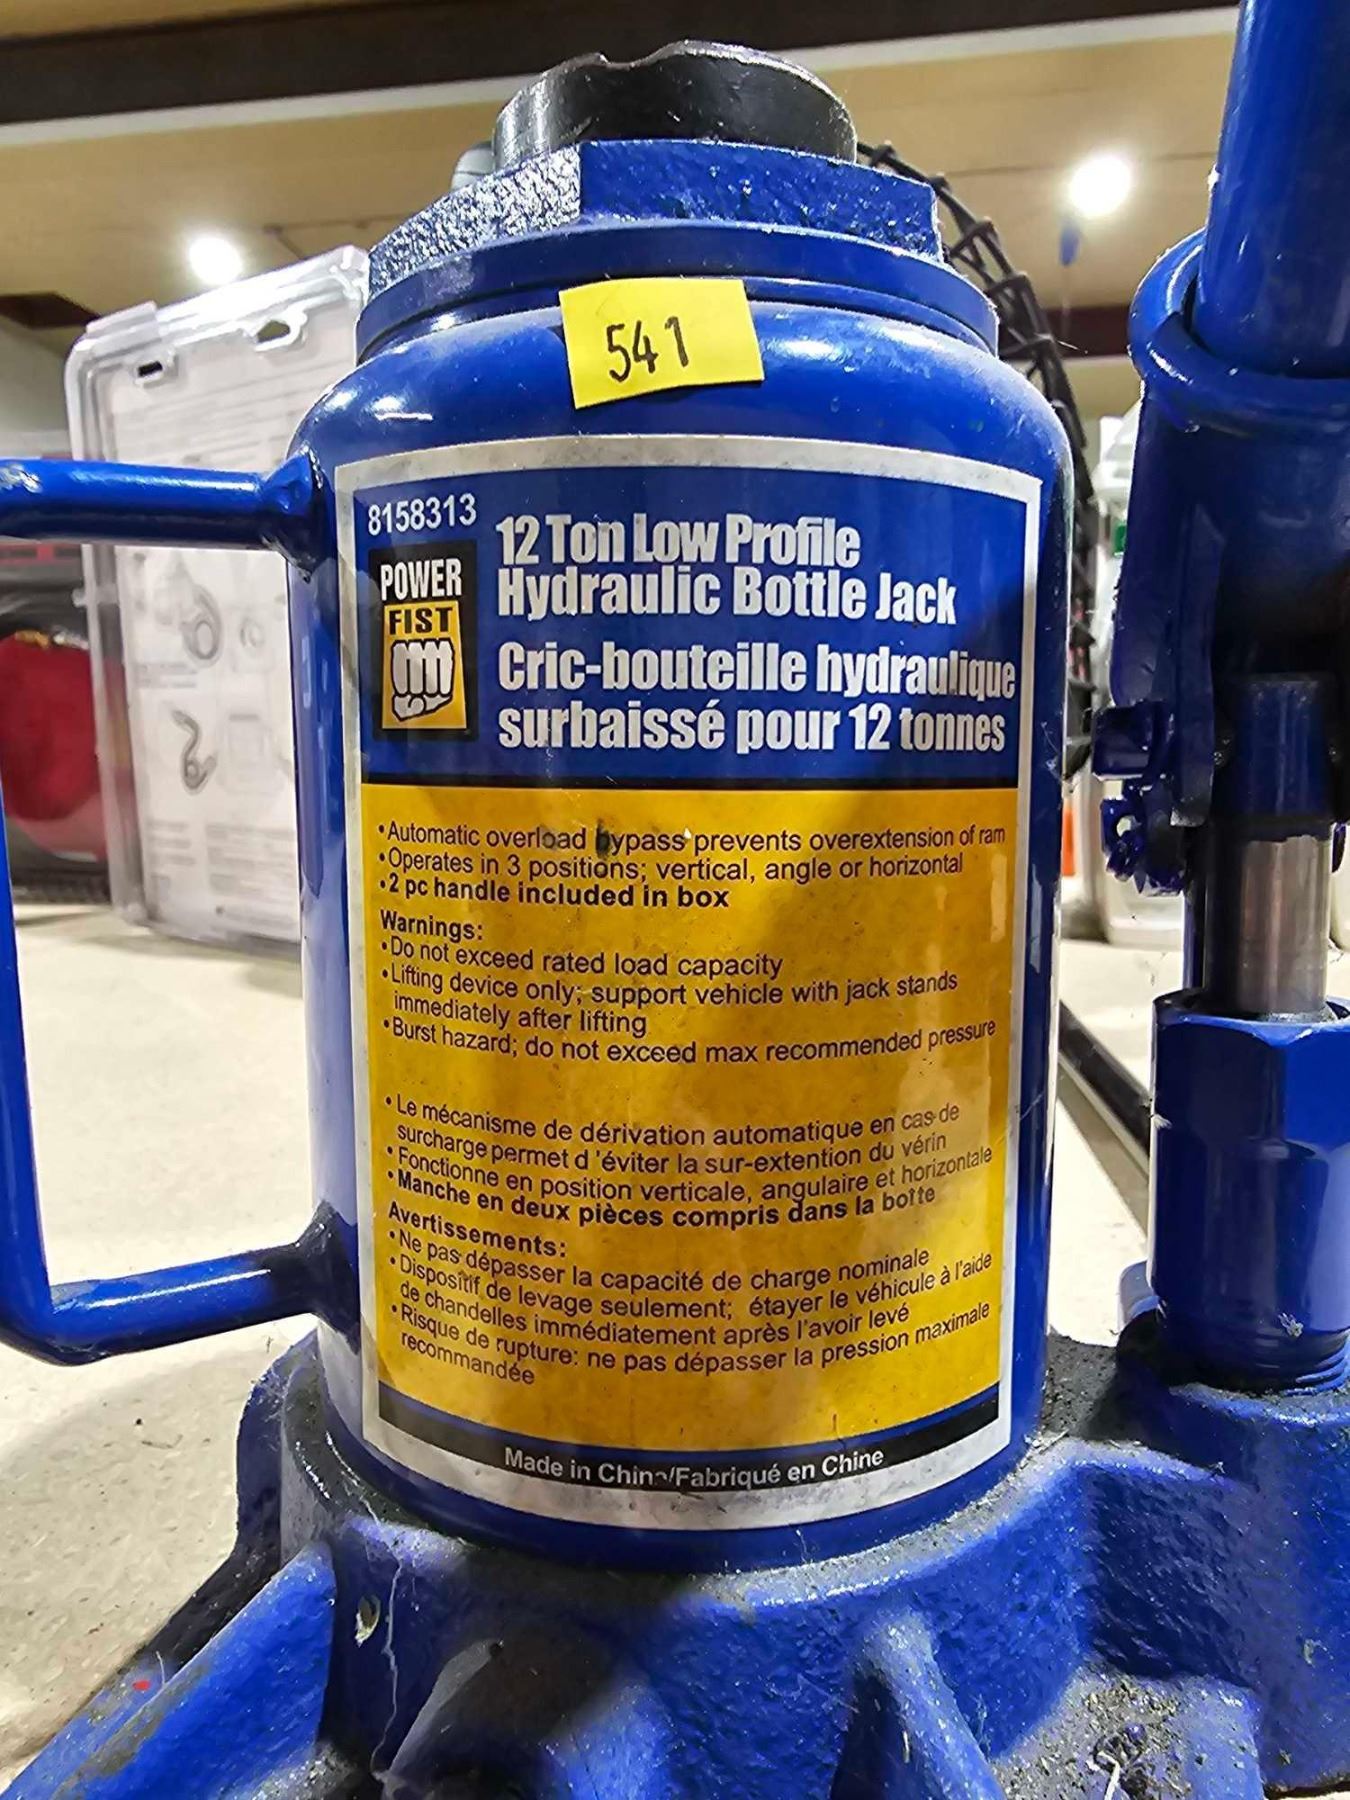 541
8158313
POWER
FIST
12 Ton Low Profile
Hydraulic Bottle Jack
Cric-bouteille hydraulique
surbaissé pour 12 tonnes
•Automatic overload bypass prevents overextension of ram
•Operates in 3 positions; vertical, angle or horizontal
•2 pc handle included in box
Warnings:
•Do not exceed rated load capacity
•Lifting device only; support vehicle with jack stands
immediately after lifting
•Burst hazard; do not exceed max recommended pressure
•Le mécanisme de dérivation automatique en cas de
surcharge permet d 'éviter la sur-extention du vérin
•Fonctionne en position verticale, angulaire et horizontale
•Manche en deux pièces compris dans la boîte
Avertissements:
•Ne pas dépasser la capacité de charge nominale
•Dispositif de levage seulement; étayer le véhicule à l'aide
de chandelles immédiatement après l'avoir levé
•Risque de rupture: ne pas dépasser la pression maximale
recommandée
Made in China/Fabriqué en Chine